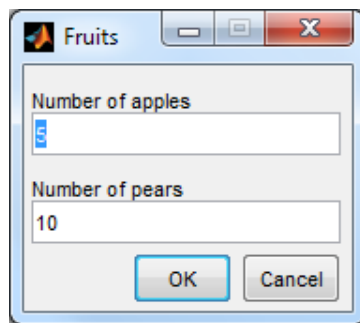 Fruits
Number of apples
5
Number of pears
10
OK Cancel